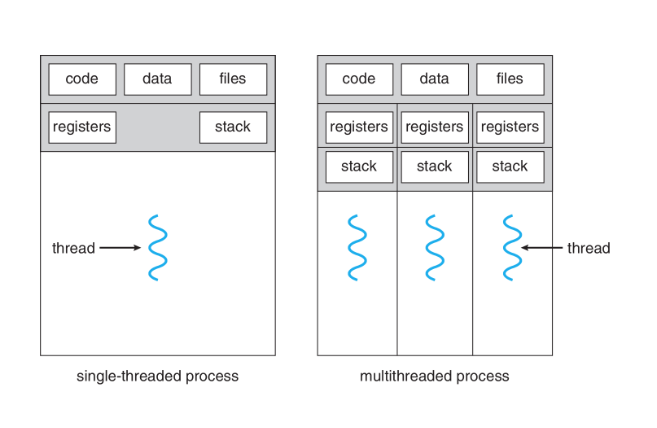 code data files
registers stack
thread
single-threaded process
code data files
registers registers registers
stack stack stack
thread
multithreaded process